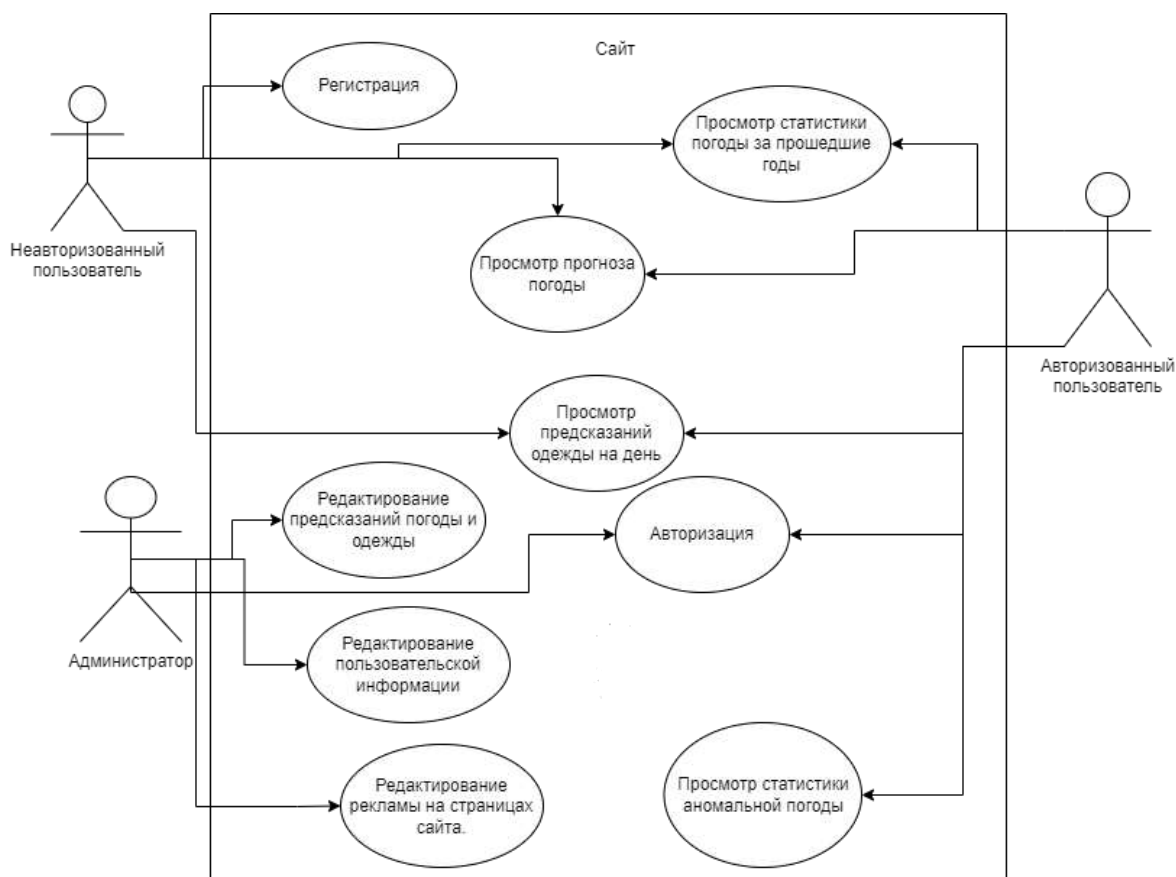 Сайт
Регистрация
Просмотр статистики
погоды за прошедшие
годы
Неавторизованный
пользователь
Просмотр прогноза
погоды
Авторизованный
пользователь
Просмотр
предсказаний
одежды на день
Редактирование
предсказаний погоды и
одежды
Авторизация
Администратор
Редактирование
пользовательской
информации
Редактирование
рекламы на страницах
сайта.
Просмотр статистики
аномальной погоды